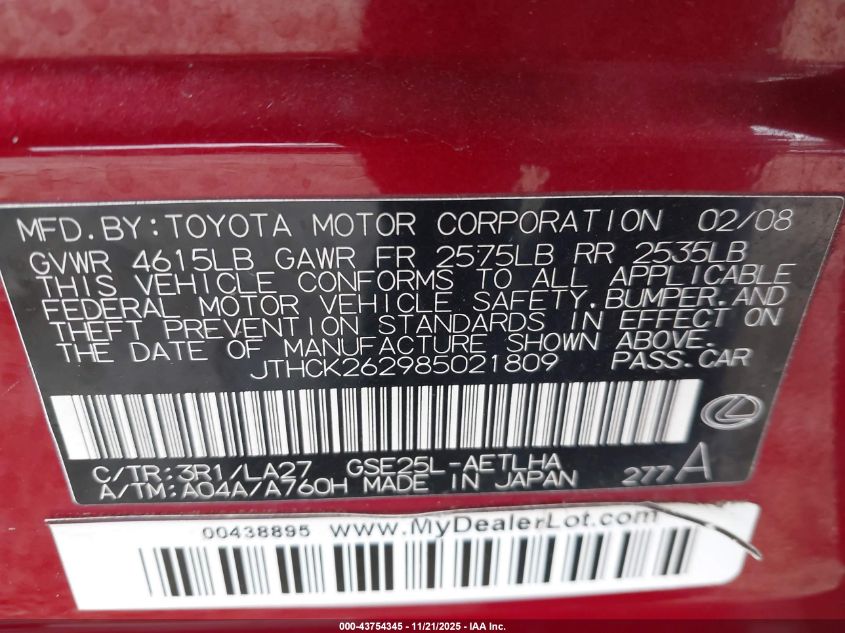 MFD.BY:TOYOTA MOTOR CORPORATION 02/08
GVWR 4615LB GAWR FR 2575LB RR 2535LB
THIS VEHICLE CONFORMS TO ALL APPLICABLE
FEDERAL MOTOR VEHICLE SAFETY,BUMPER,AND
THEFT PREVENTION STANDARDS IN EFFECT ON
THE DATE OF MANUFACTURE SHOWN ABOVE.
JTHCK262985021809 PASS.CAR
C/TR:3R1/LA27 GSE25L-AETLHA
A/TM:A04A/A760H MADE IN JAPAN 277A
00438895 www.MyDealerLot.com
000-43754345 - 11/21/2025 - IAA Inc.